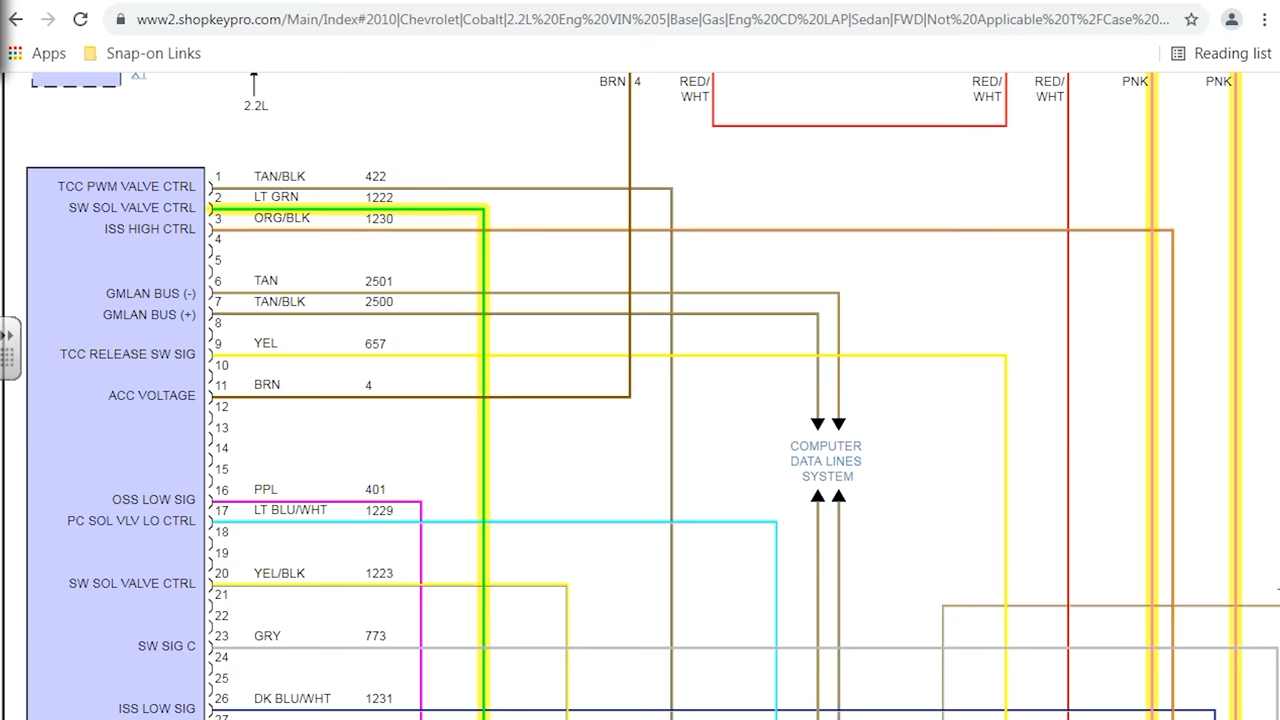 www2.shopkeypro.com/Main/Index#2010|Chevrolet|Cobalt|2.2L%20Eng%20VIN%205|Base|Gas|Eng%20CD%20LAP|Sedan|FWD|Not%20Applicable%20T%2FCase%20...
Apps Snap-on Links Reading list
X1
2.2L
BRN 4 RED/ WHT RED/ WHT RED/ WHT PNK PNK
TCC PWM VALVE CTRL 1 TAN/BLK 422
SW SOL VALVE CTRL 2 LT GRN 1222
ISS HIGH CTRL 3 ORG/BLK 1230
4
5
GMLAN BUS (-) 6 TAN 2501
GMLAN BUS (+) 7 TAN/BLK 2500
8
TCC RELEASE SW SIG 9 YEL 657
10
ACC VOLTAGE 11 BRN 4
12
13
14
15
COMPUTER
DATA LINES
SYSTEM
OSS LOW SIG 16 PPL 401
PC SOL VLV LO CTRL 17 LT BLU/WHT 1229
18
19
SW SOL VALVE CTRL 20 YEL/BLK 1223
21
22
SW SIG C 23 GRY 773
24
25
ISS LOW SIG 26 DK BLU/WHT 1231
27